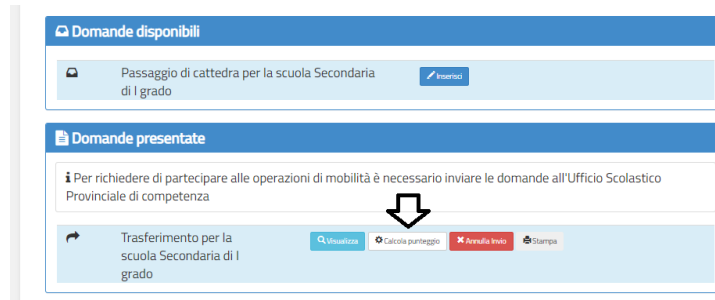 Domande disponibili
Passaggio di cattedra per la scuola Secondaria
di I grado
Inserisci
Domande presentate
Per richiedere di partecipare alle operazioni di mobilità è necessario inviare le domande all'Ufficio Scolastico
Provinciale di competenza
Trasferimento per la
scuola Secondaria di I
grado
Visualizza
Calcola punteggio
Annulla Invio
Stampa